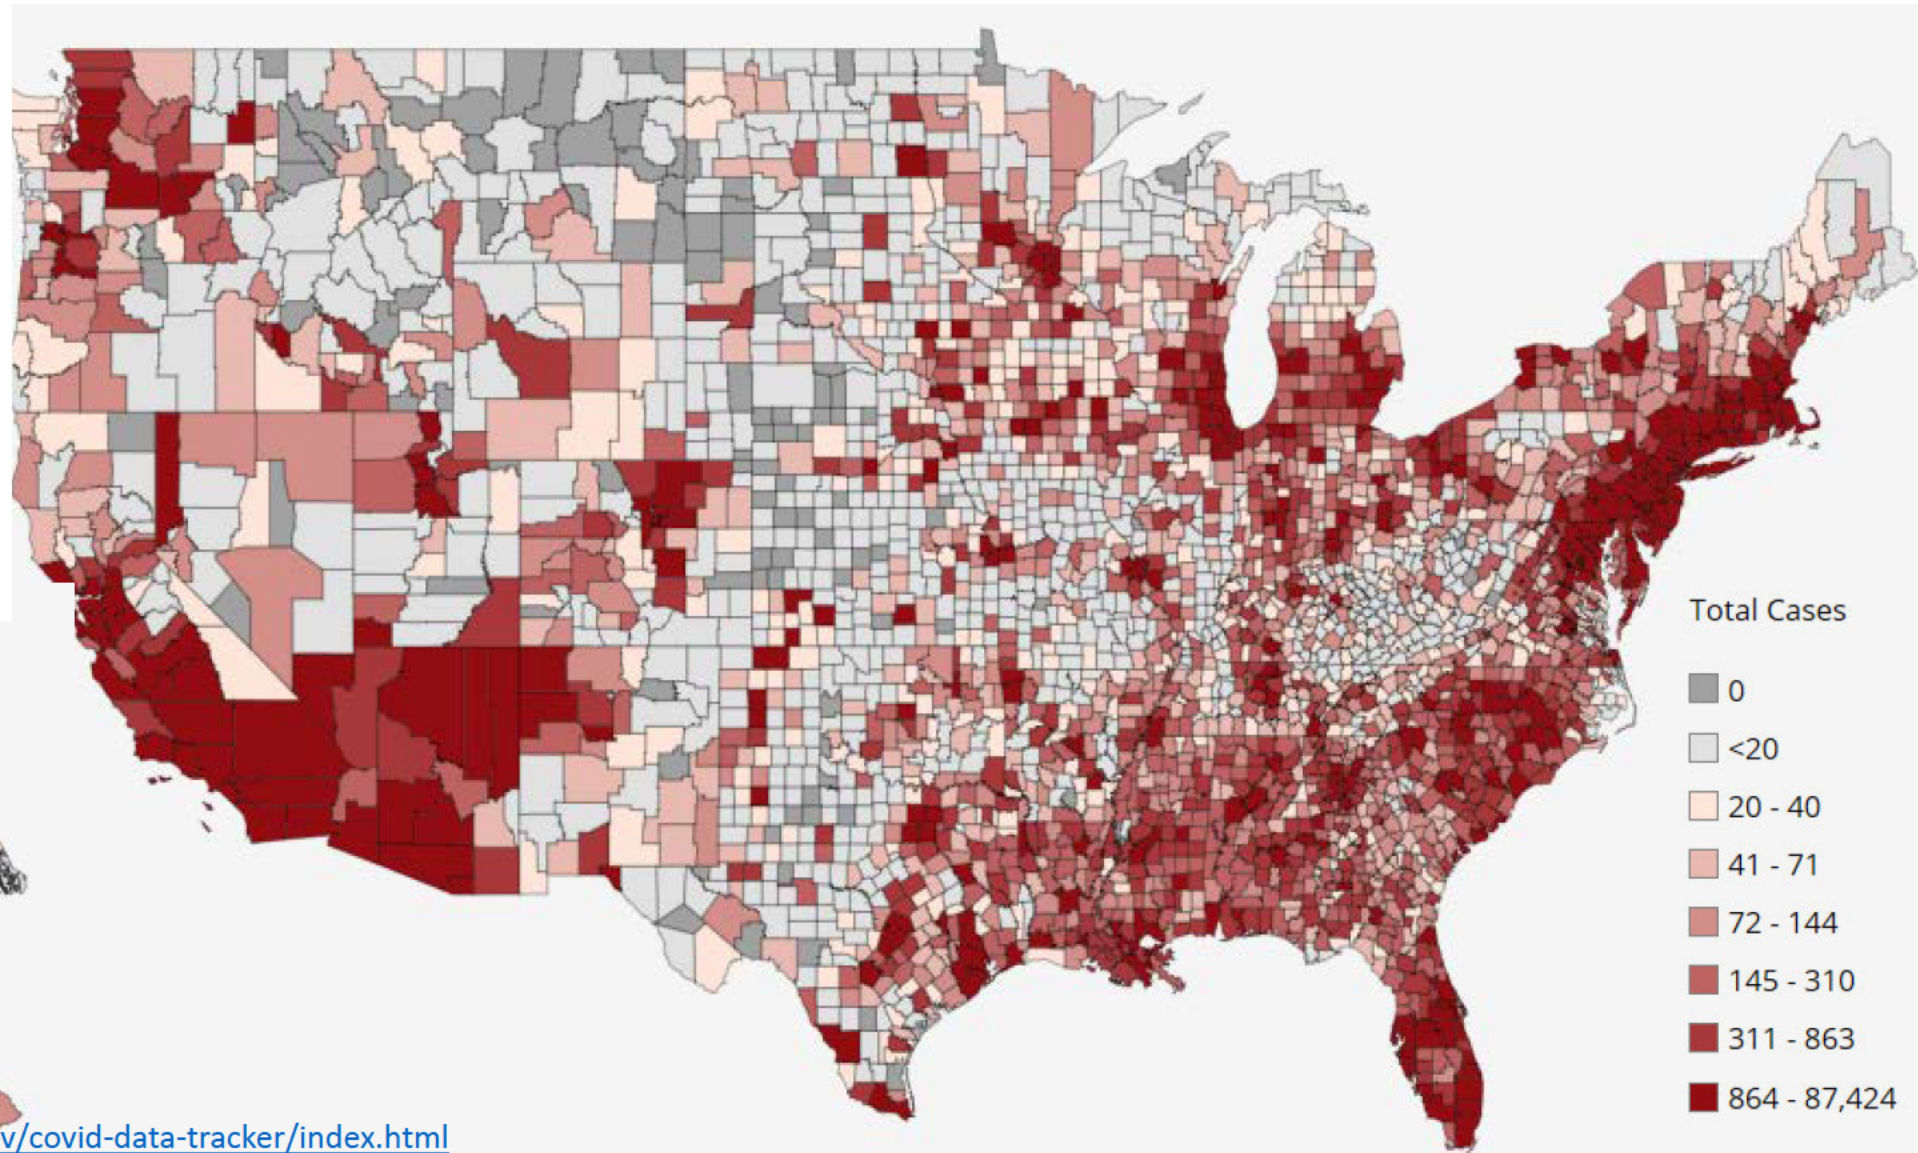 Total Cases
0
<20
20 - 40
41 - 71
72 - 144
145 - 310
311 - 863
864 - 87,424
v/covid-data-tracker/index.html